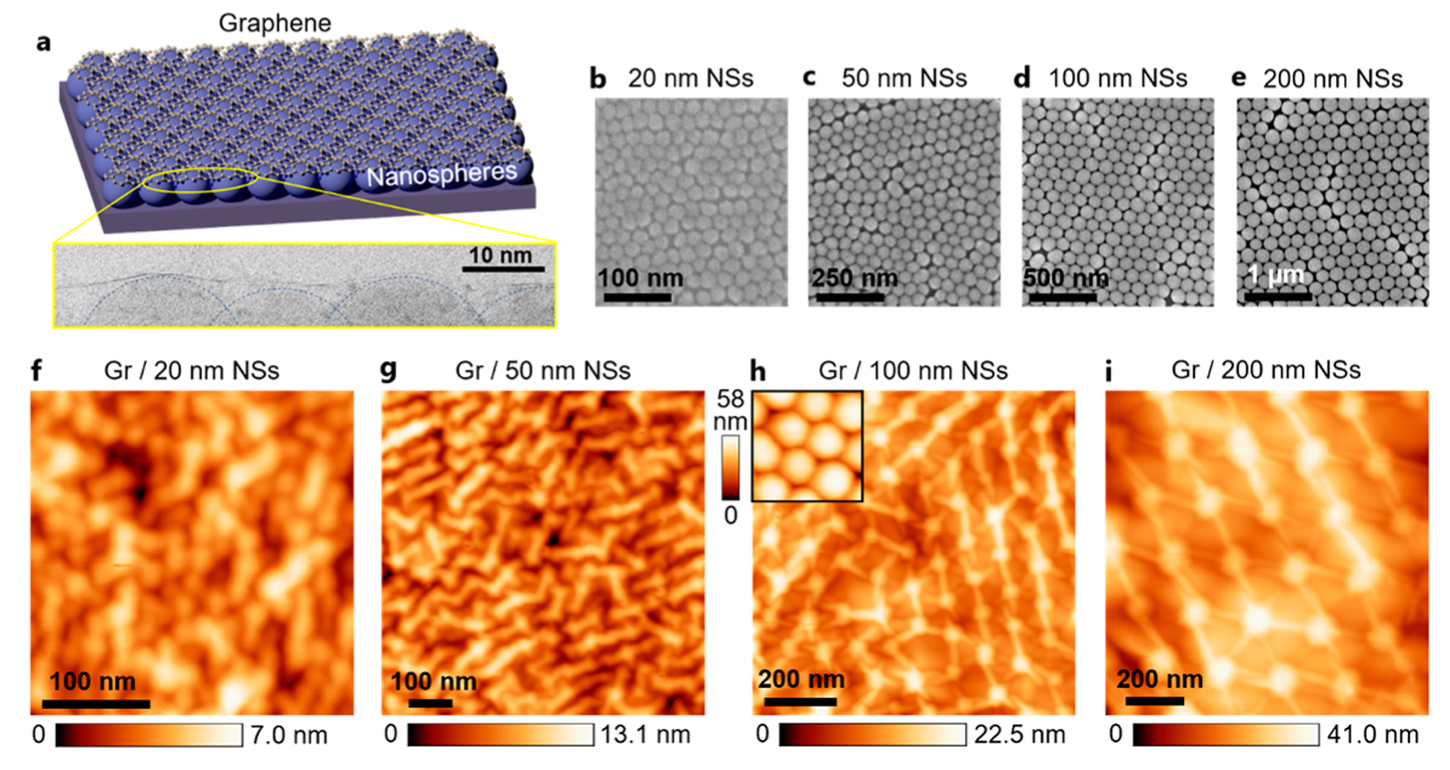 a
Graphene
Nanospheres
10 nm
b 20 nm NSs
100 nm
c 50 nm NSs
250 nm
d 100 nm NSs
500 nm
e 200 nm NSs
1 μm
f Gr / 20 nm NSs
100 nm
0 7.0 nm
g Gr / 50 nm NSs
100 nm
0 13.1 nm
h Gr / 100 nm NSs
58
nm
0
200 nm
0 22.5 nm
i Gr / 200 nm NSs
200 nm
0 41.0 nm